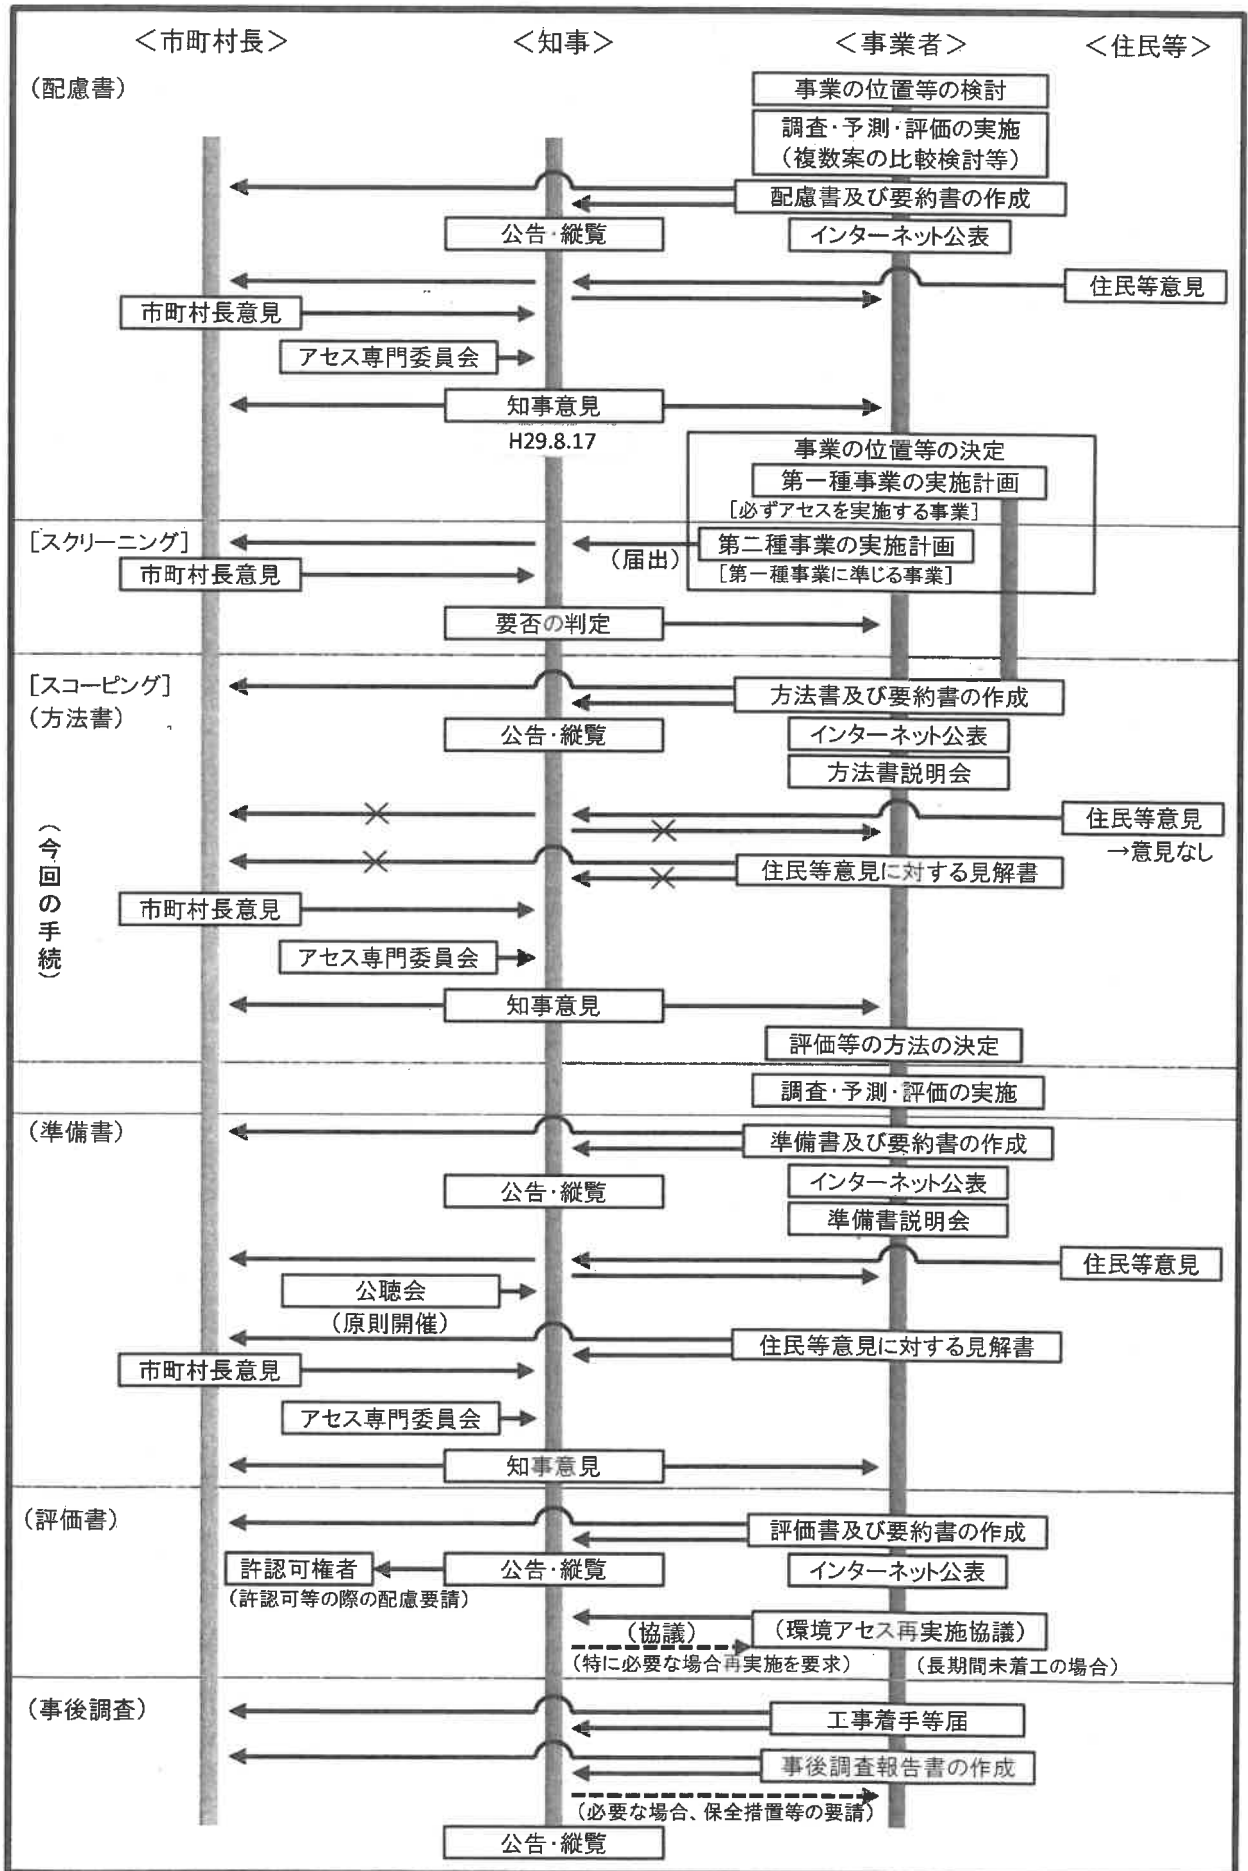 ＜市町村長＞ ＜知事＞ ＜事業者＞ ＜住民等＞
（配慮書）
事業の位置等の検討
調査・予測・評価の実施
（複数案の比較検討等）
配慮書及び要約書の作成
公告・縦覧 インターネット公表
住民等意見
市町村長意見
アセス専門委員会
知事意見
H29.8.17
事業の位置等の決定
第一種事業の実施計画
［必ずアセスを実施する事業］
［スクリーニング］ （届出） 第二種事業の実施計画
市町村長意見 ［第一種事業に準じる事業］
要否の判定
［スコーピング］ 方法書及び要約書の作成
（方法書） 公告・縦覧 インターネット公表
方法書説明会
（今回の手続）
住民等意見
→意見なし
住民等意見に対する見解書
市町村長意見
アセス専門委員会
知事意見
評価等の方法の決定
調査・予測・評価の実施
（準備書） 準備書及び要約書の作成
公告・縦覧 インターネット公表
準備書説明会
住民等意見
公聴会
（原則開催）
住民等意見に対する見解書
市町村長意見
アセス専門委員会
知事意見
（評価書） 評価書及び要約書の作成
許認可権者 公告・縦覧 インターネット公表
（許認可等の際の配慮要請）
（協議） （環境アセス再実施協議）
（特に必要な場合再実施を要求） （長期間未着工の場合）
（事後調査） 工事着手等届
事後調査報告書の作成
（必要な場合、保全措置等の要請）
公告・縦覧